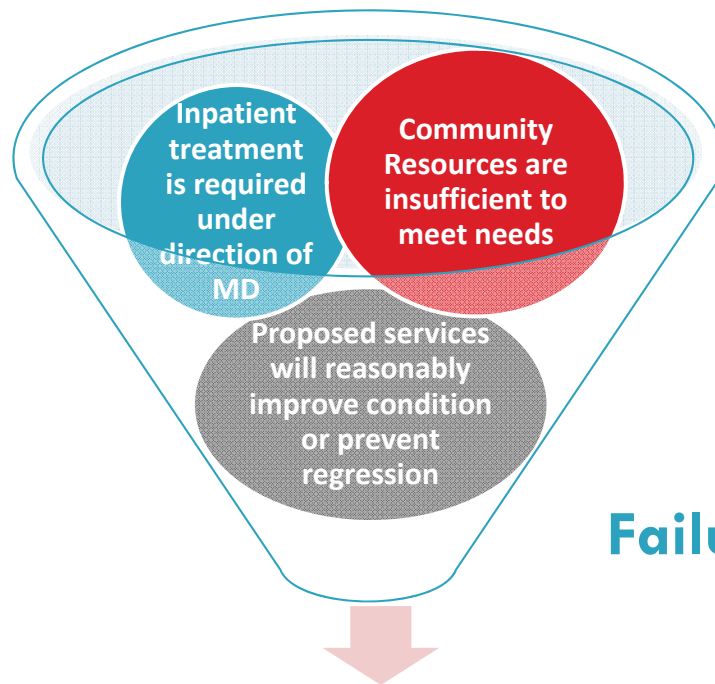 Inpatient
treatment
is required
under
direction of
MD
Community
Resources are
insufficient to
meet needs
Proposed services
will reasonably
improve condition
or prevent
regression
Failu